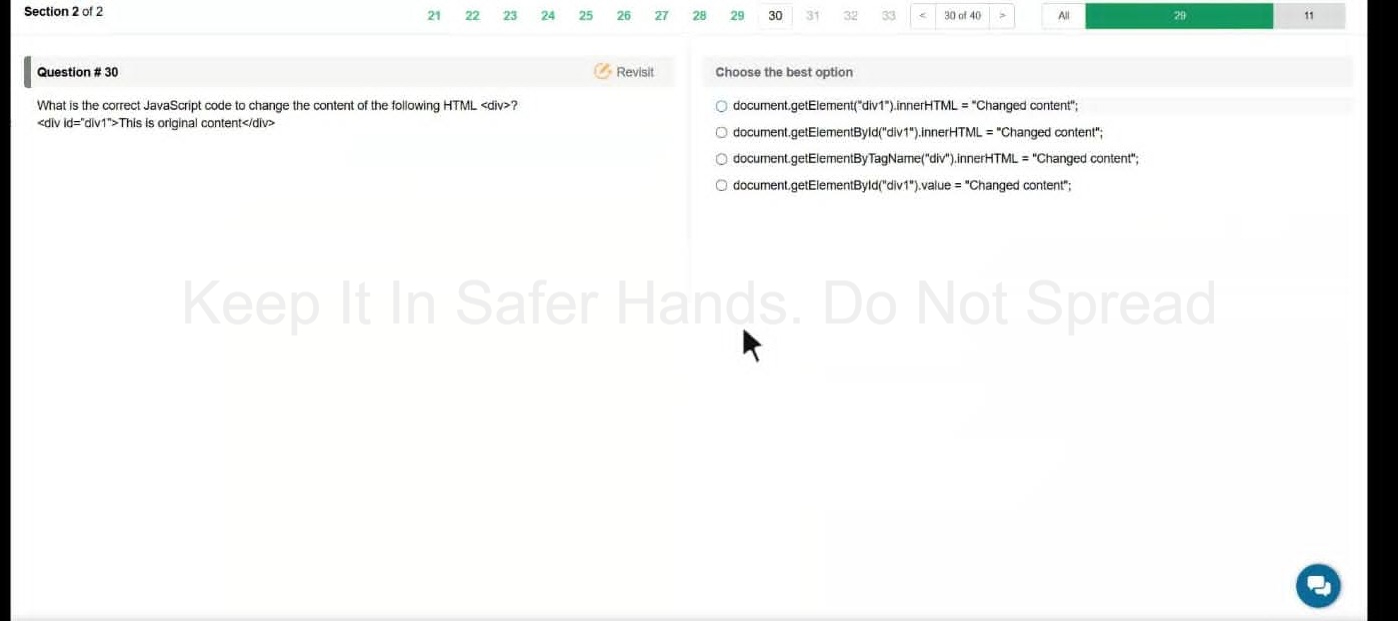 Section 2 of 2
21 22 23 24 25 26 27 28 29 30 31 32 33 < 30 of 40 > All 29 11
Question # 30
Revisit
What is the correct JavaScript code to change the content of the following HTML <div>?
<div id="div1">This is original content</div>
Choose the best option
document.getElement("div1").innerHTML = "Changed content";
document.getElementById("div1").innerHTML = "Changed content";
document.getElementByTagName("div").innerHTML = "Changed content";
document.getElementById("div1").value = "Changed content";
Keep It In Safer Hands. Do Not Spread